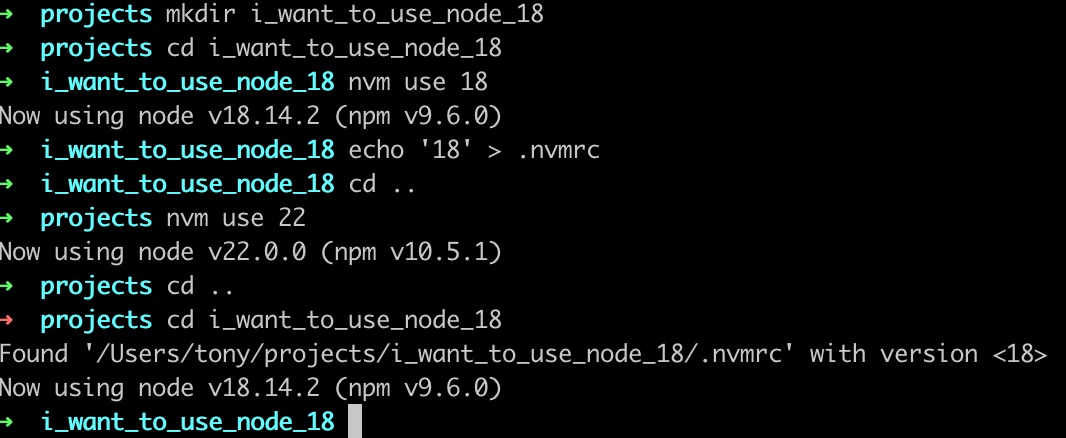 ➜ projects mkdir i_want_to_use_node_18
➜ projects cd i_want_to_use_node_18
➜ i_want_to_use_node_18 nvm use 18
Now using node v18.14.2 (npm v9.6.0)
➜ i_want_to_use_node_18 echo '18' > .nvmrc
➜ i_want_to_use_node_18 cd ..
➜ projects nvm use 22
Now using node v22.0.0 (npm v10.5.1)
➜ projects cd ..
➜ projects cd i_want_to_use_node_18
Found '/Users/tony/projects/i_want_to_use_node_18/.nvmrc' with version <18>
Now using node v18.14.2 (npm v9.6.0)
➜ i_want_to_use_node_18